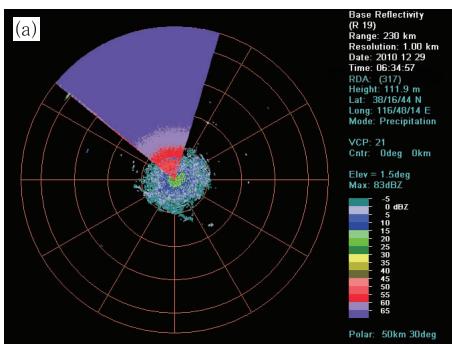 (a)
Base Reflectivity
(R 19)
Range: 230 km
Resolution: 1.00 km
Date: 2010 12 29
Time: 06:34:57
RDA: (317)
Height: 111.9 m
Lat: 38/16/44 N
Long: 116/48/14 E
Mode: Precipitation
VCP: 21
Cntr: 0deg 0km
Elev = 1.5deg
Max: 83dBZ
-5
0 dBZ
5
10
15
20
25
30
35
40
45
50
55
60
65
Polar: 50km 30deg